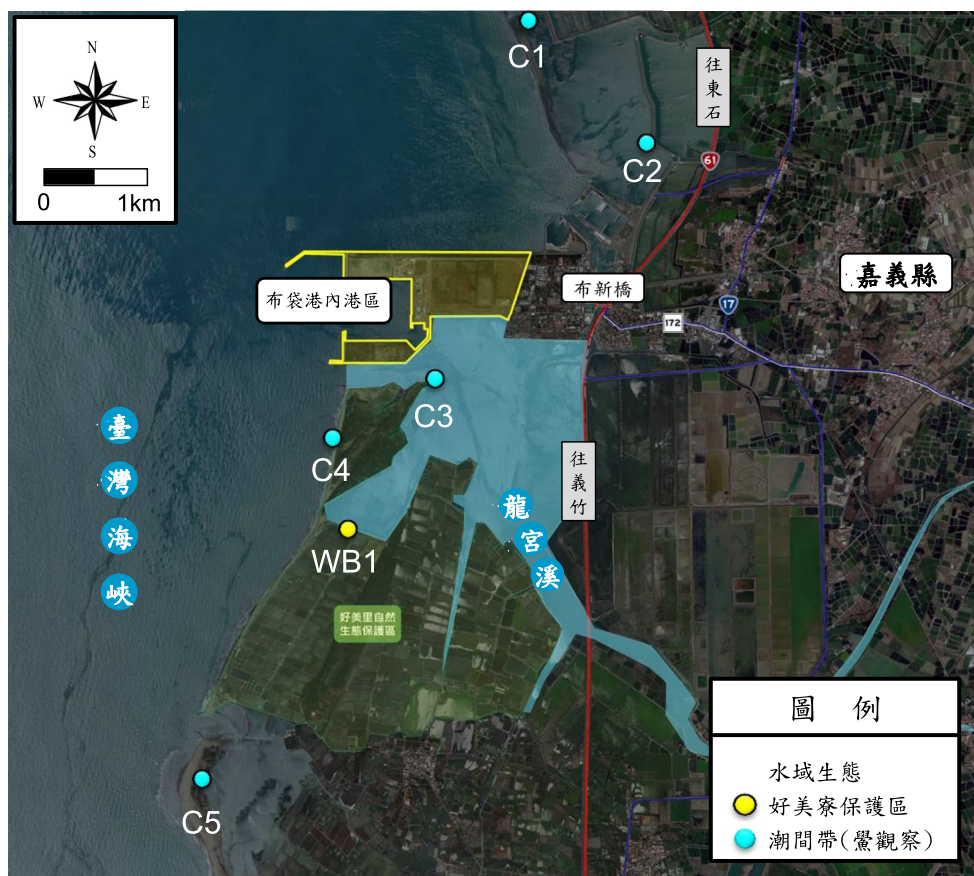 N
W
E
S
0
1km
C1
往東石
C2
61
嘉義縣
布袋港內港區
布新橋
17
172
C3
臺灣海峽
C4
往義竹
龍宮溪
WB1
好美里自然
生態保護區
C5
圖 例
水域生態
好美寮保護區
潮間帶(鱟觀察)